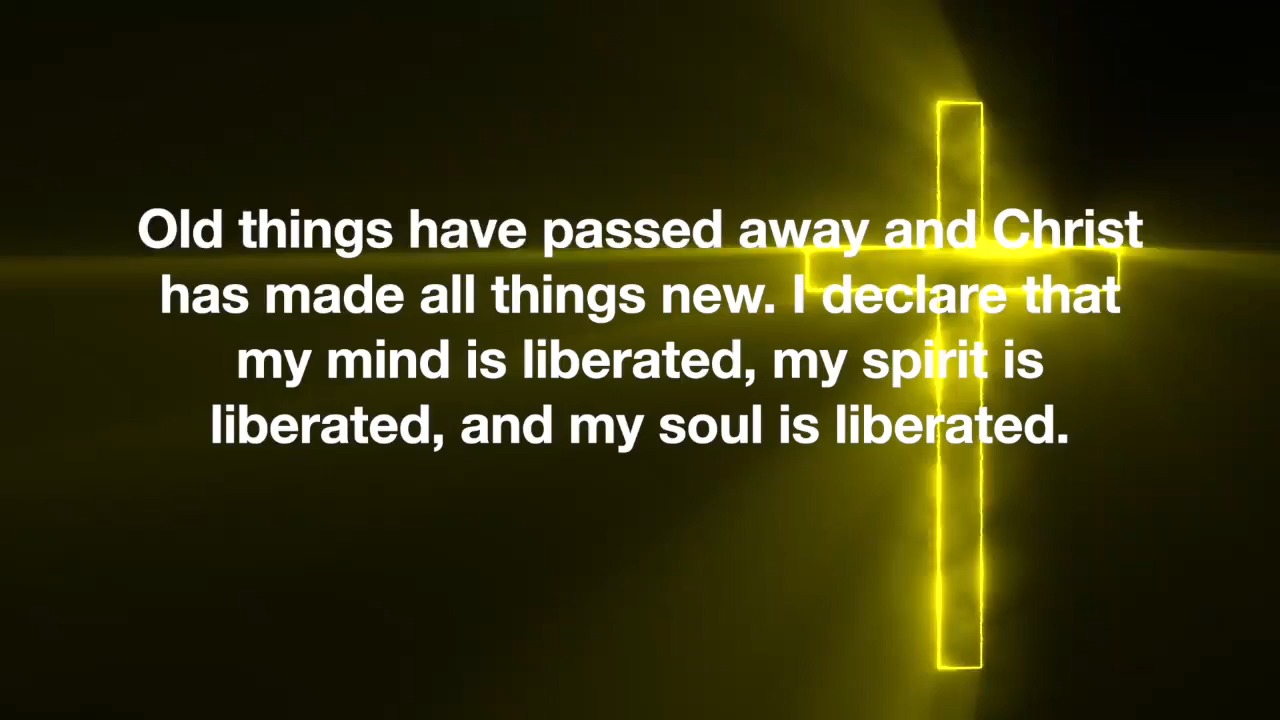 Old things have passed away and Christ
has made all things new. I declare that
my mind is liberated, my spirit is
liberated, and my soul is liberated.